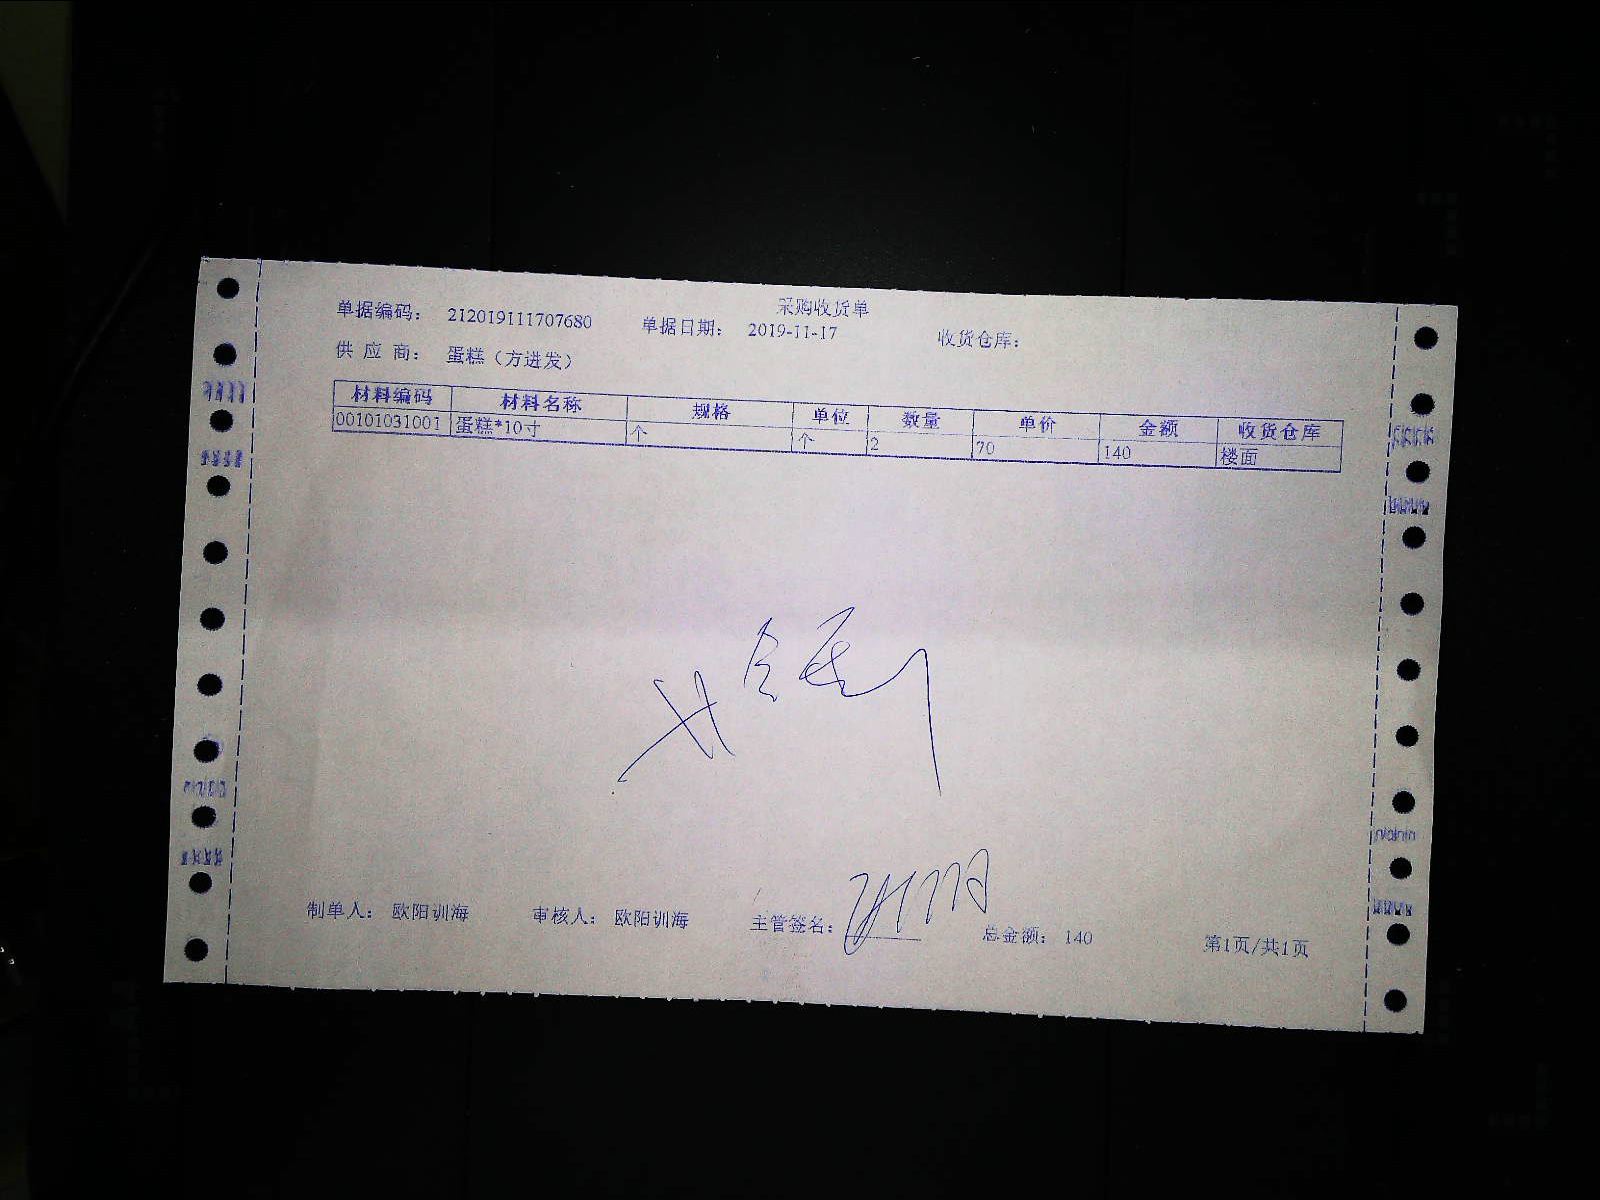 采购收货单
单据编码： 212019111707680 单据日期： 2019-11-17 收货仓库：
供 应 商： 蛋糕（方进发）
材料编码 材料名称 规格 单位 数量 单价 金额 收货仓库
00101031001 蛋糕*10寸 个 个 2 70 140 楼面
制单人： 欧阳训海 审核人： 欧阳训海 主管签名： 总金额： 140 第1页/共1页